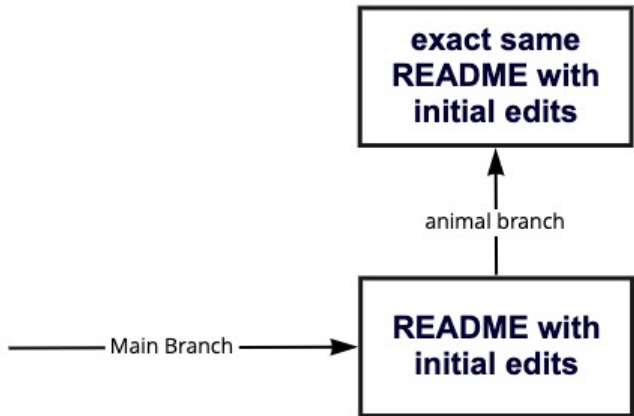 exact same
README with
initial edits
animal branch
README with
initial edits
Main Branch